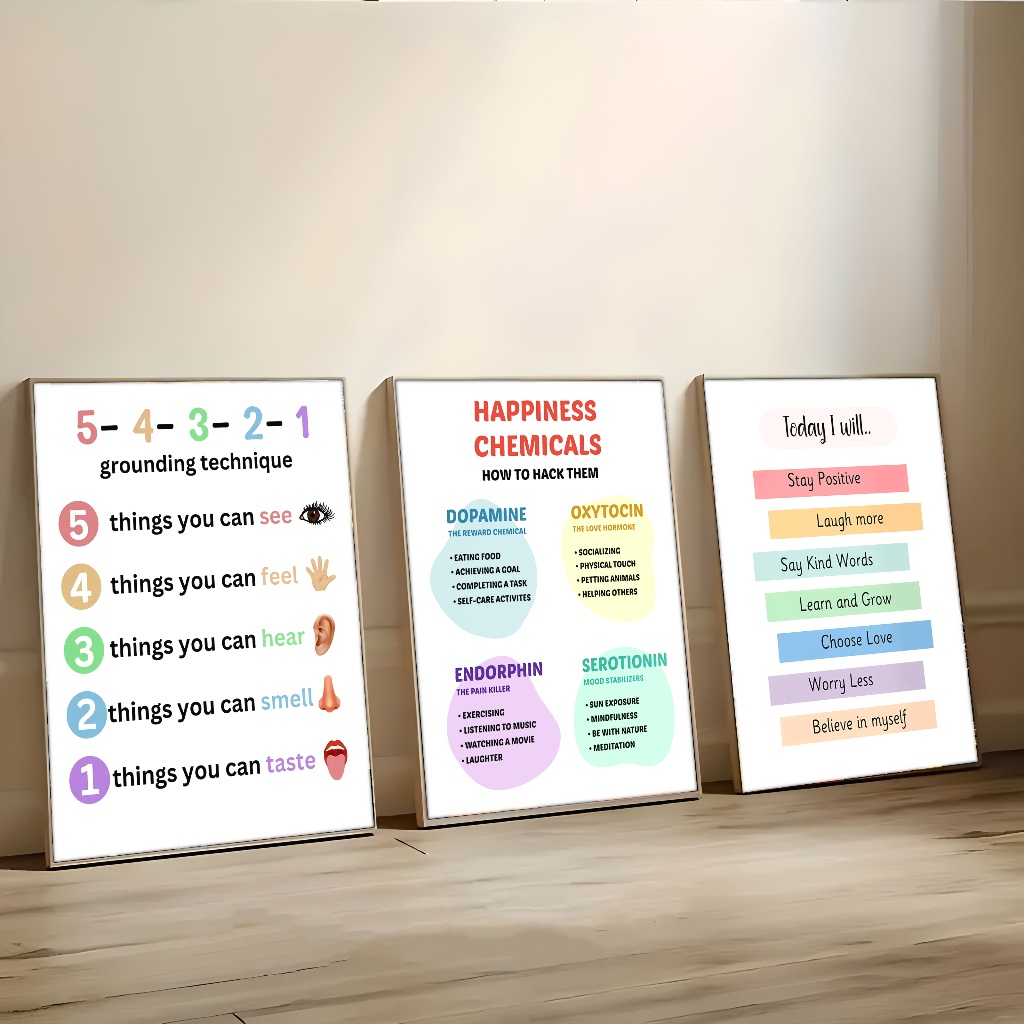 5- 4- 3- 2- 1
grounding technique
5 things you can see
4 things you can feel
3 things you can hear
2 things you can smell
1 things you can taste
HAPPINESS
CHEMICALS
HOW TO HACK THEM
DOPAMINE
THE REWARD CHEMICAL
• EATING FOOD
• ACHIEVING A GOAL
• COMPLETING A TASK
• SELF-CARE ACTIVITES
OXYTOCIN
THE LOVE HORMONE
• SOCIALIZING
• PHYSICAL TOUCH
• PETTING ANIMALS
• HELPING OTHERS
ENDORPHIN
THE PAIN KILLER
• EXERCISING
• LISTENING TO MUSIC
• WATCHING A MOVIE
• LAUGHTER
SEROTIONIN
MOOD STABILIZERS
• SUN EXPOSURE
• MINDFULNESS
• BE WITH NATURE
• MEDITATION
Today I will..
Stay Positive
Laugh more
Say Kind Words
Learn and Grow
Choose Love
Worry Less
Believe in myself